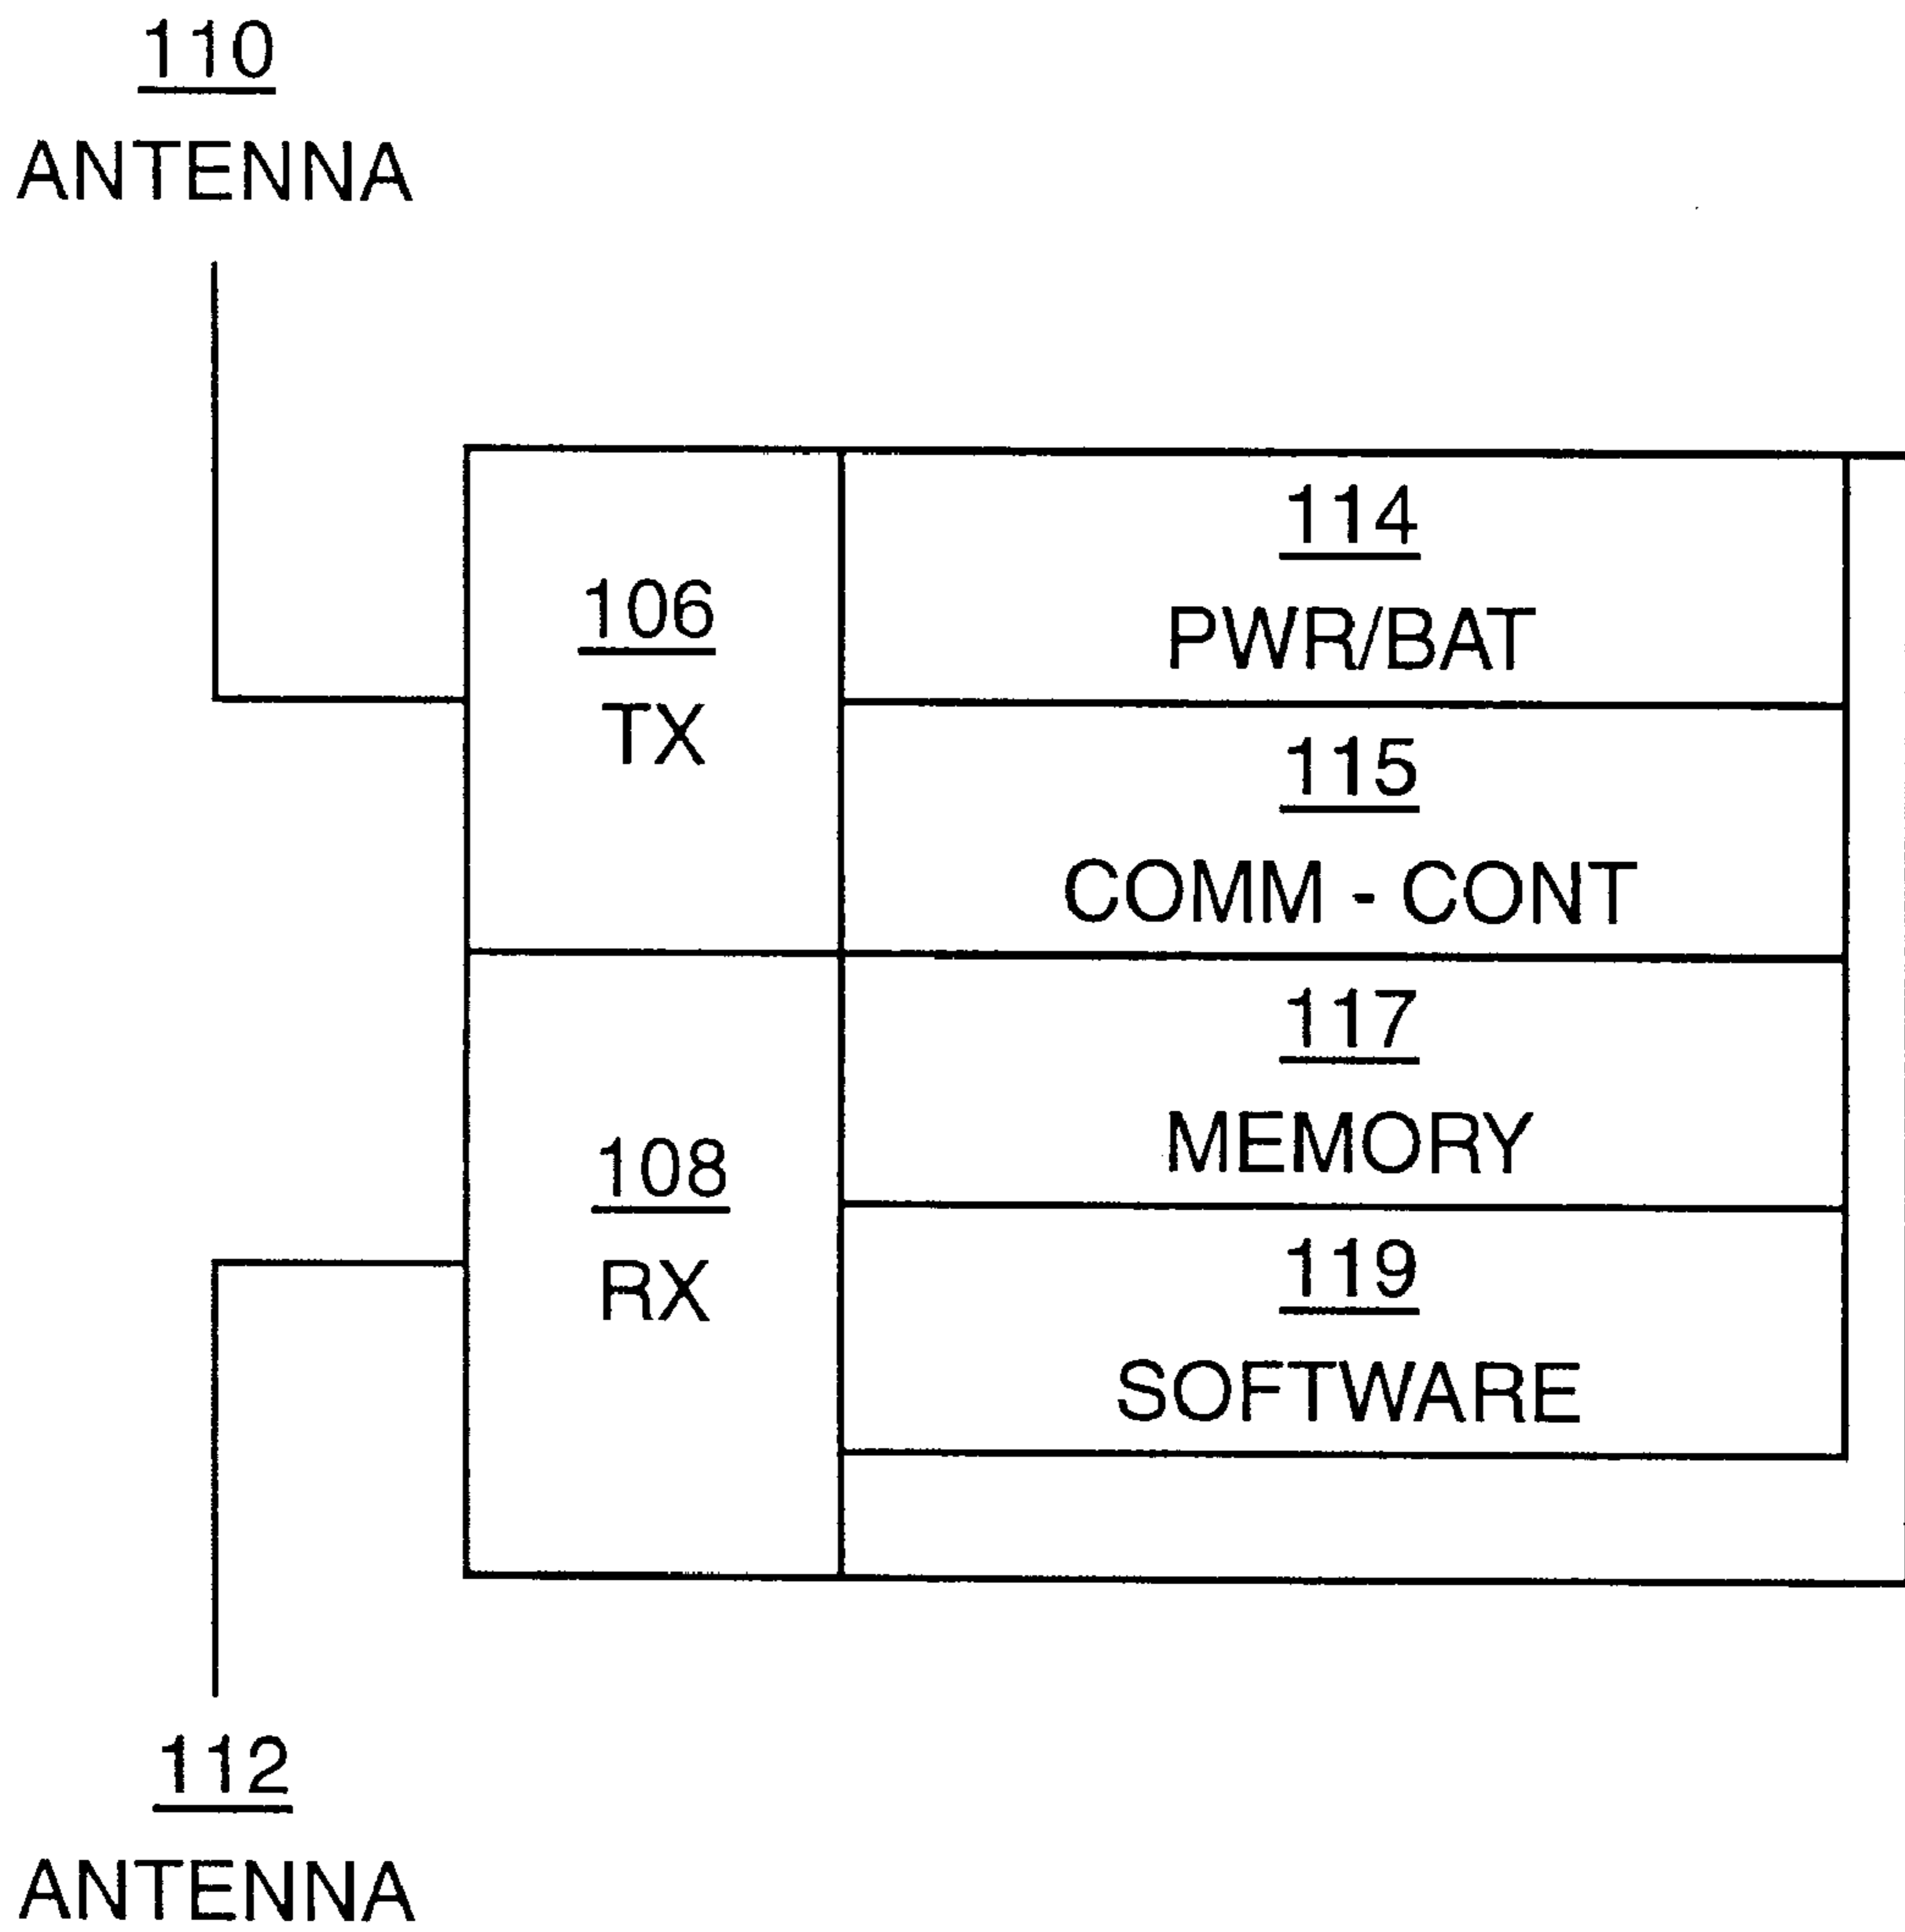 110
ANTENNA
106
TX
114
PWR/BAT
115
COMM - CONT
117
MEMORY
108
RX
119
SOFTWARE
112
ANTENNA